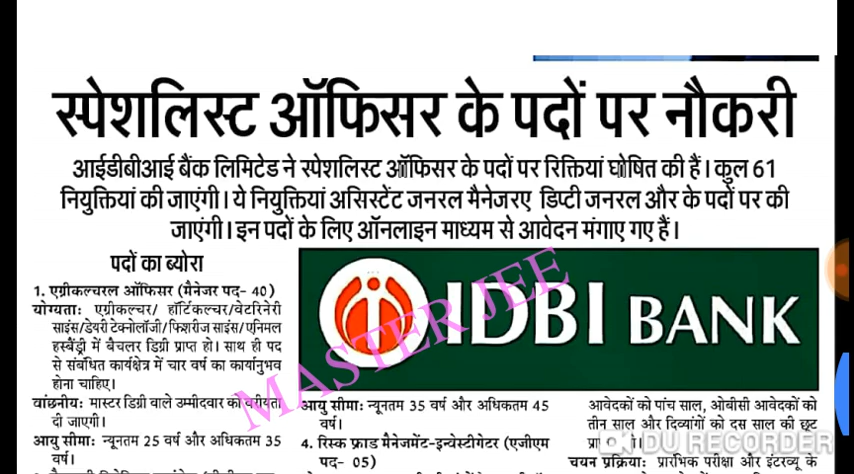 स्पेशलिस्ट ऑफिसर के पदों पर नौकरी
आईडीबीआई बैंक लिमिटेड ने स्पेशलिस्ट ऑफिसर के पदों पर रिक्तियां घोषित की हैं। कुल 61
नियुक्तियां की जाएंगी। ये नियुक्तियां असिस्टेंट जनरल मैनेजरए डिप्टी जनरल और के पदों पर की
जाएंगी। इन पदों के लिए ऑनलाइन माध्यम से आवेदन मंगाए गए हैं।
पदों का ब्योरा
1. एग्रीकल्चरल ऑफिसर (मैनेजर पद- 40)
योग्यता: एग्रीकल्चर/ हॉर्टिकल्चर/वेटरिनेरी
साइंस/डेयरी टेक्नोलॉजी/फिशरीज साइंस/एनिमल
हस्बैंड्री में बैचलर डिग्री प्राप्त हो। साथ ही पद
से संबंधित कार्यक्षेत्र में चार वर्ष का कार्यानुभव
होना चाहिए।
वांछनीय: मास्टर डिग्री वाले उम्मीदवार को वरीयता
दी जाएगी।
आयु सीमा: न्यूनतम 25 वर्ष और अधिकतम 35
वर्ष।
IDBI BANK
MASTER JEE
आयु सीमा: न्यूनतम 35 वर्ष और अधिकतम 45
वर्ष।
4. रिस्क फ्राड मैनेजमेंट-इन्वेस्टीगेटर (एजीएम
पद- 05)
आवेदकों को पांच साल, ओबीसी आवेदकों को
तीन साल और दिव्यांगों को दस साल की छूट
DU RECORDER
चयन प्रक्रिया: प्रारंभिक परीक्षा और इंटरव्यू के